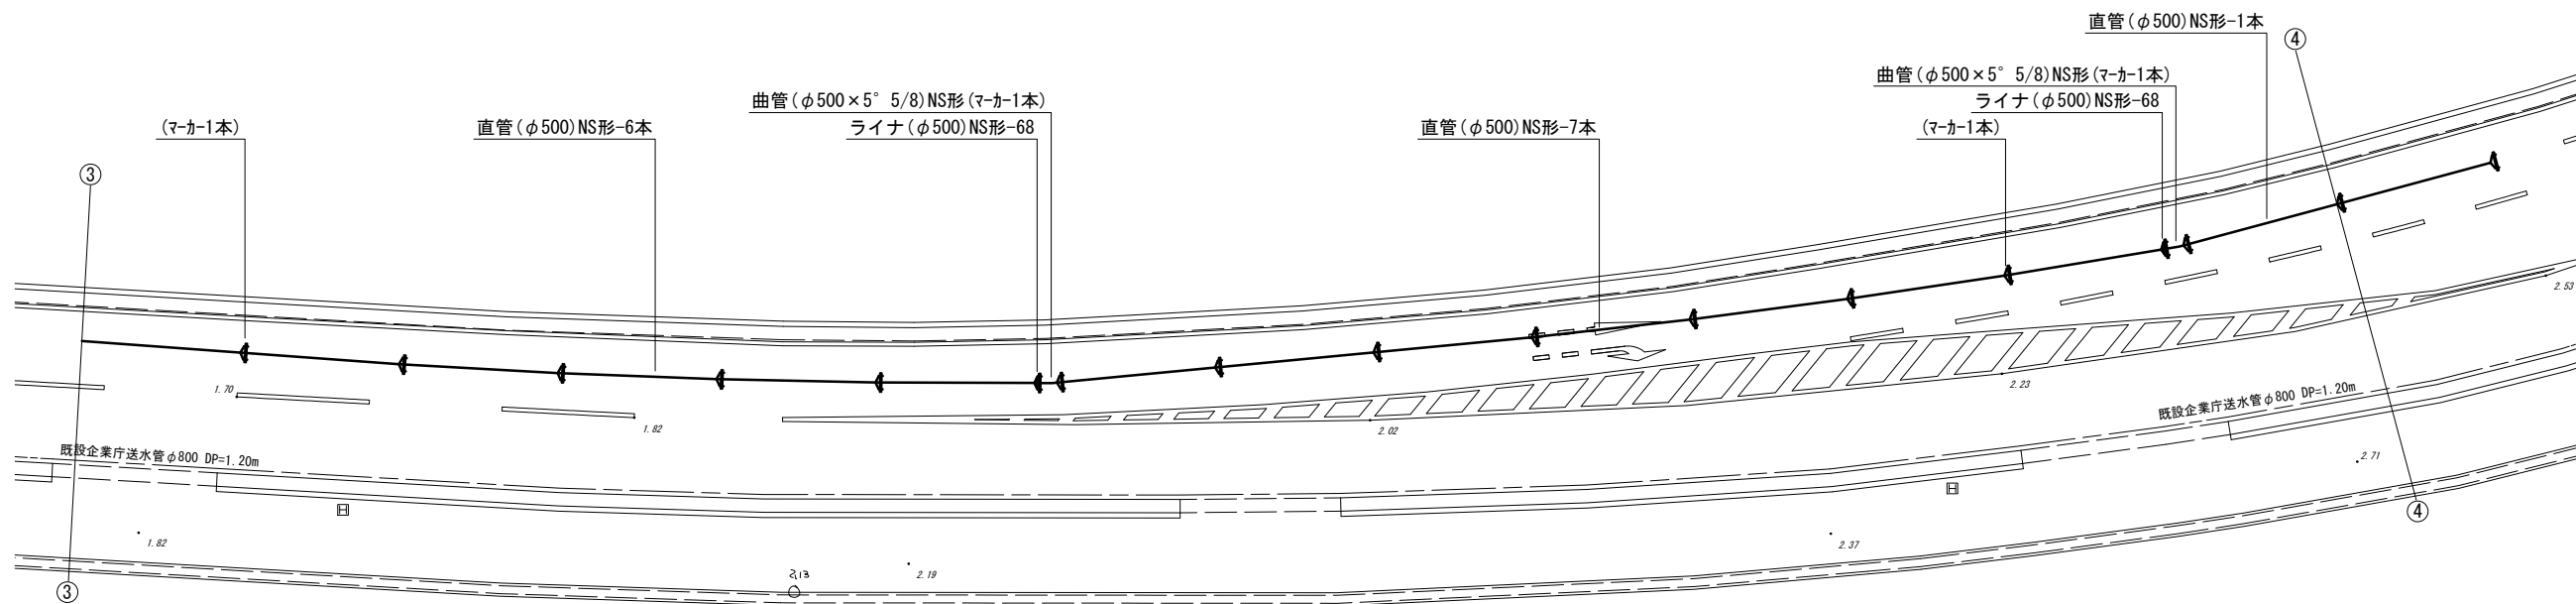 直管(φ500)NS形-1本
④
曲管(φ500×5°5/8)NS形(ﾏｰｶｰ1本)
曲管(φ500×5°5/8)NS形(ﾏｰｶｰ1本)
ライナ(φ500)NS形-68
(ﾏｰｶｰ1本)
直管(φ500)NS形-6本
ライナ(φ500)NS形-68
直管(φ500)NS形-7本
(ﾏｰｶｰ1本)
③
2.53
1.70
2.23
既設企業庁送水管φ800 DP=1.20m
1.82
2.02
既設企業庁送水管φ800 DP=1.20m
2.71
H
H
④
1.82
2.37
2.19
2.13
③